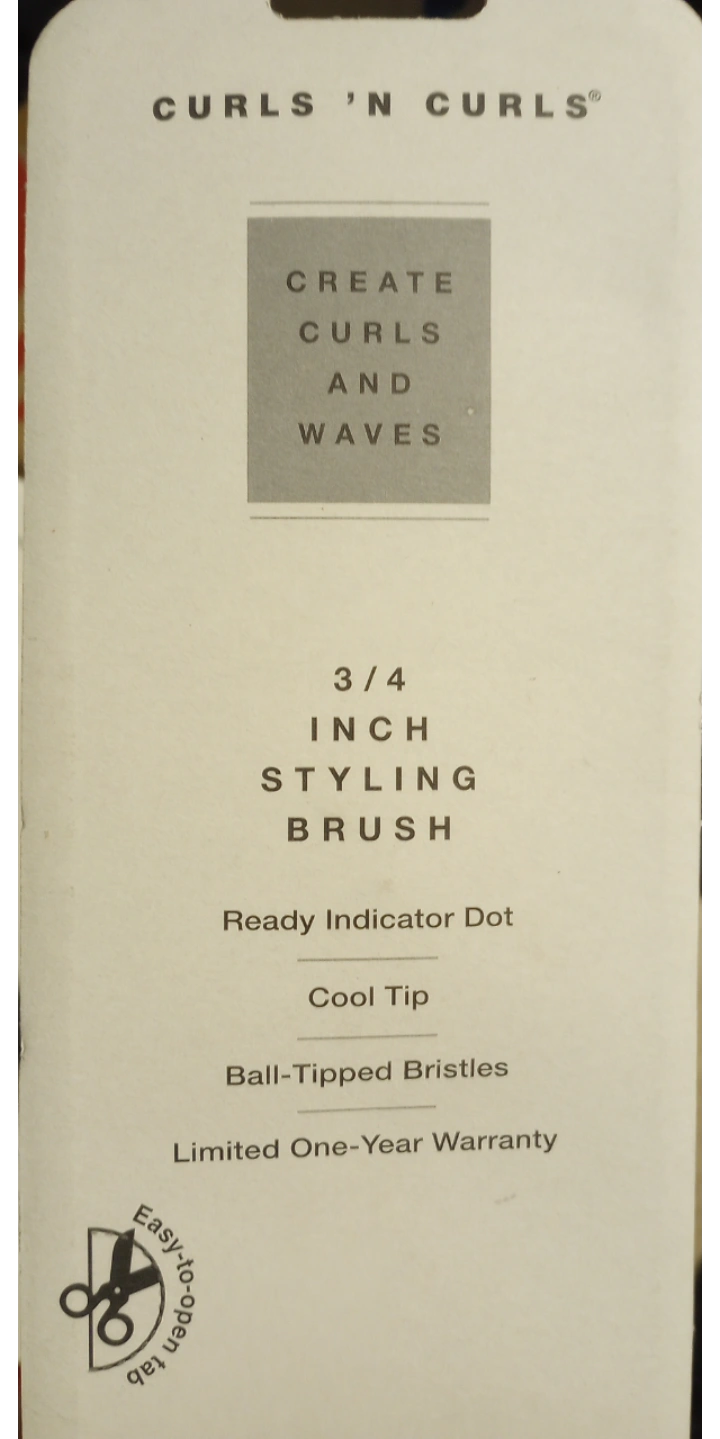 CURLS 'N CURLS®
CREATE
CURLS
AND
WAVES
3/4
INCH
STYLING
BRUSH
Ready Indicator Dot
Cool Tip
Ball-Tipped Bristles
Limited One-Year Warranty
Easy-to-open tab